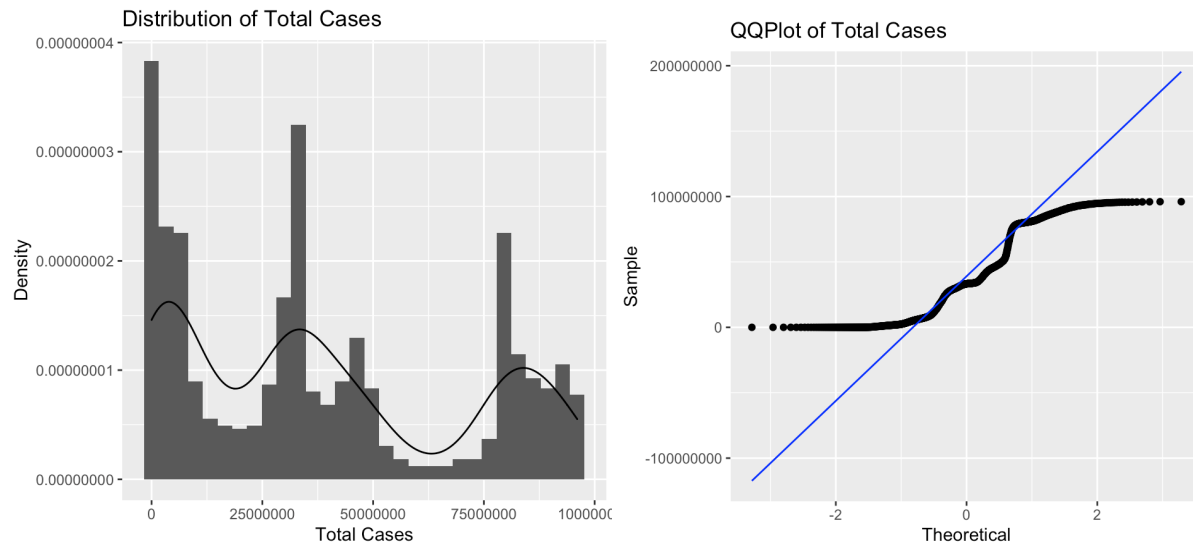 Distribution of Total Cases
0.00000004
0.00000003
0.00000002
0.00000001
0.00000000
Density
0 25000000 50000000 75000000 1000000
Total Cases
QQPlot of Total Cases
200000000
100000000
0
-100000000
Sample
-2 0 2
Theoretical